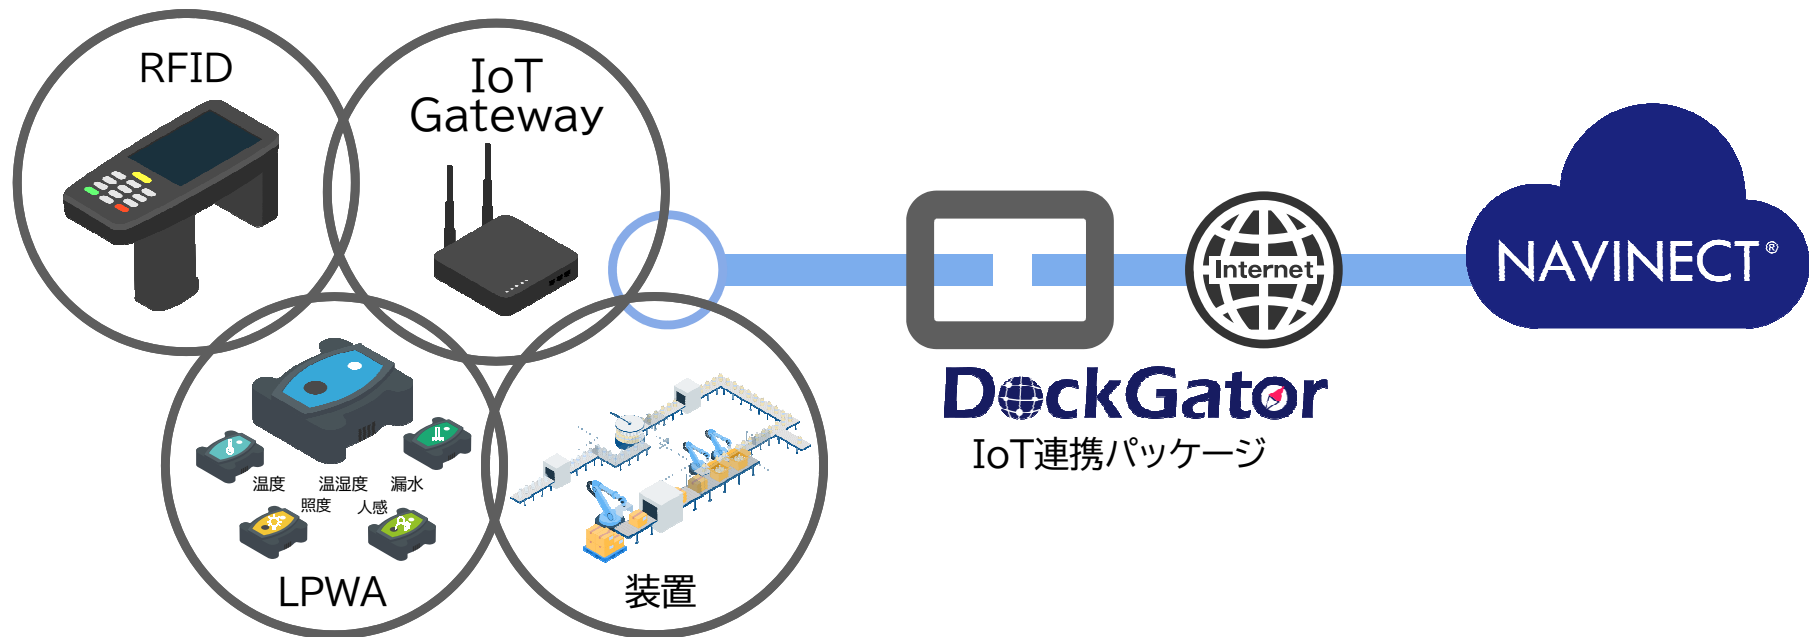 RFID
IoT
Gateway
温度 温湿度 漏水
照度 人感
LPWA
装置
DockGator
IoT連携パッケージ
Internet
NAVINECT®